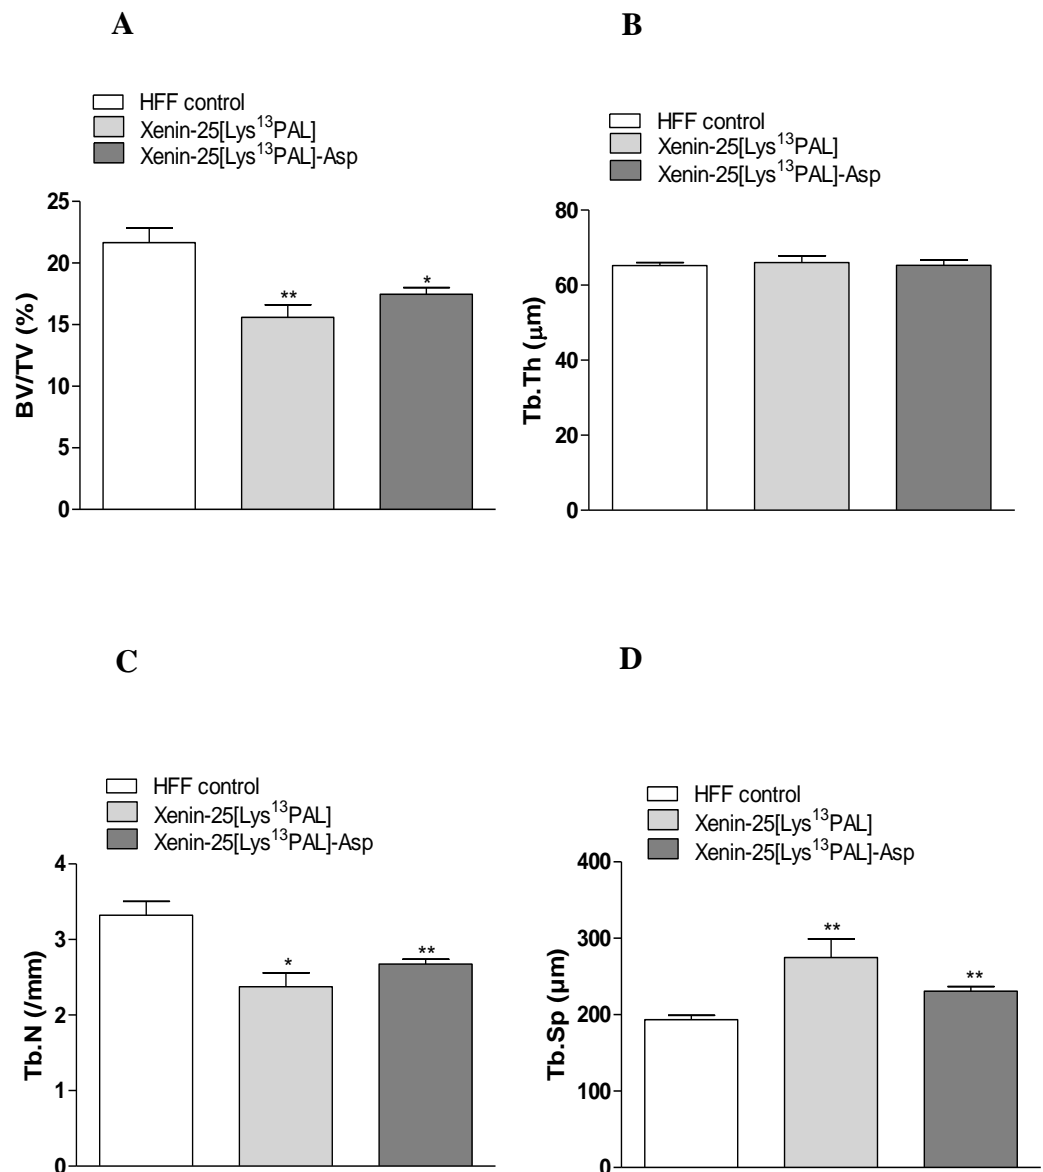 A
HFF control
Xenin-25[Lys¹³PAL]
Xenin-25[Lys¹³PAL]-Asp
25
20
15
10
5
0
BV/TV (%)
**
*
B
HFF control
Xenin-25[Lys¹³PAL]
Xenin-25[Lys¹³PAL]-Asp
80
60
40
20
0
Tb.Th (μm)
C
HFF control
Xenin-25[Lys¹³PAL]
Xenin-25[Lys¹³PAL]-Asp
4
3
2
1
0
Tb.N (/mm)
*
**
D
HFF control
Xenin-25[Lys¹³PAL]
Xenin-25[Lys¹³PAL]-Asp
400
300
200
100
0
Tb.Sp (μm)
**
**